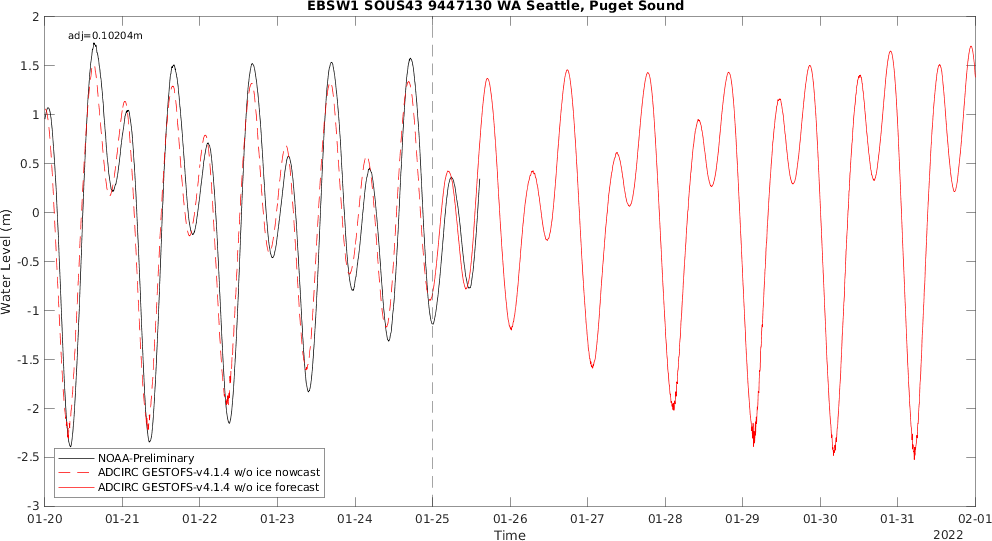 EBSW1 SOUS43 9447130 WA Seattle, Puget Sound
adj=0.10204m
2
1.5
1
0.5
0
-0.5
-1
-1.5
-2
-2.5
-3
Water Level (m)
NOAA-Preliminary
ADCIRC GESTOFS-v4.1.4 w/o ice nowcast
ADCIRC GESTOFS-v4.1.4 w/o ice forecast
01-20 01-21 01-22 01-23 01-24 01-25 01-26 01-27 01-28 01-29 01-30 01-31 02-01
Time
2022